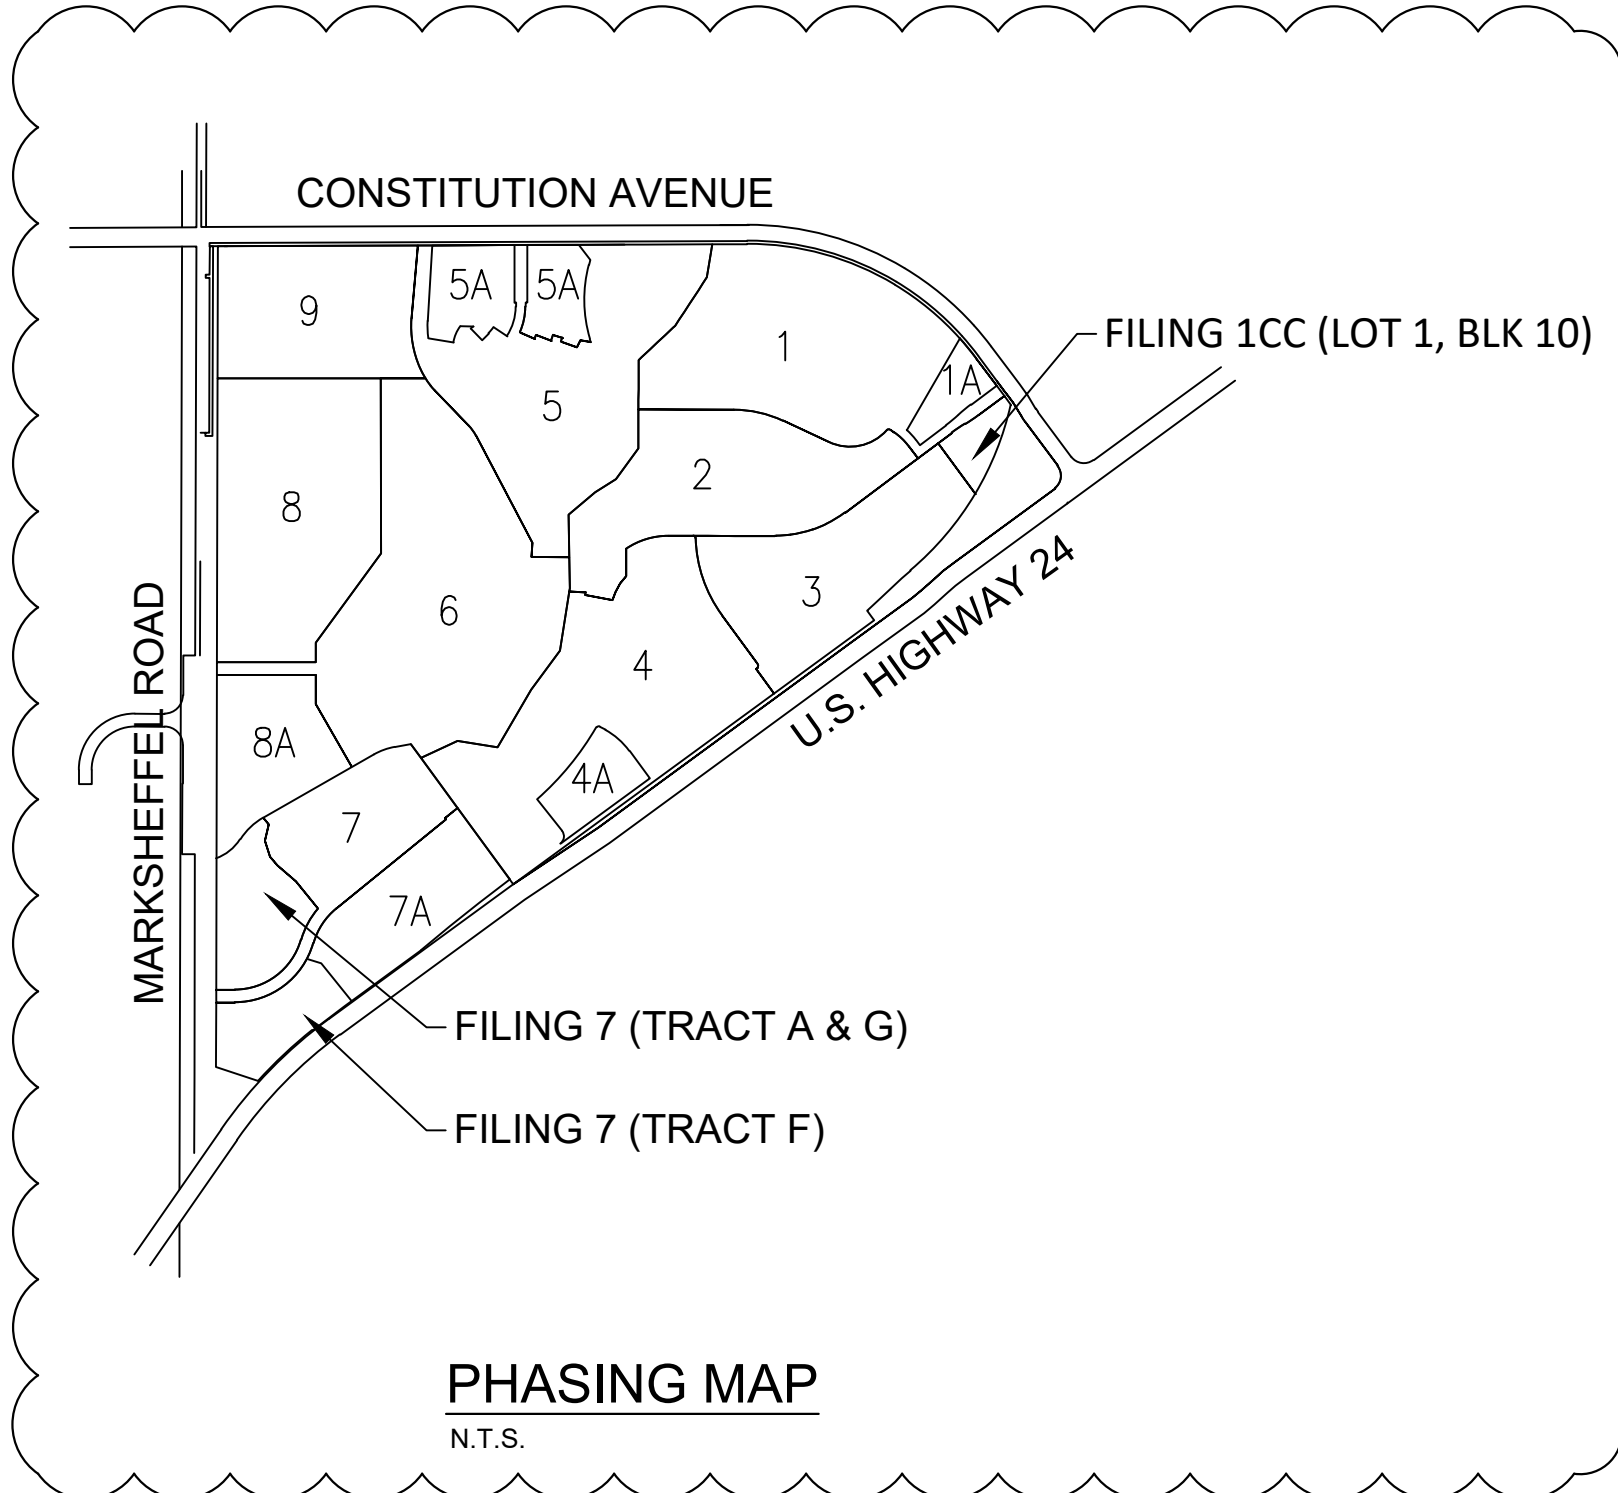 CONSTITUTION AVENUE
5A
5A
9
1
FILING 1CC (LOT 1, BLK 10)
1A
5
2
8
3
6
U.S. HIGHWAY 24
4
MARKSHEFFEL ROAD
8A
4A
7
7A
FILING 7 (TRACT A & G)
FILING 7 (TRACT F)
PHASING MAP
N.T.S.